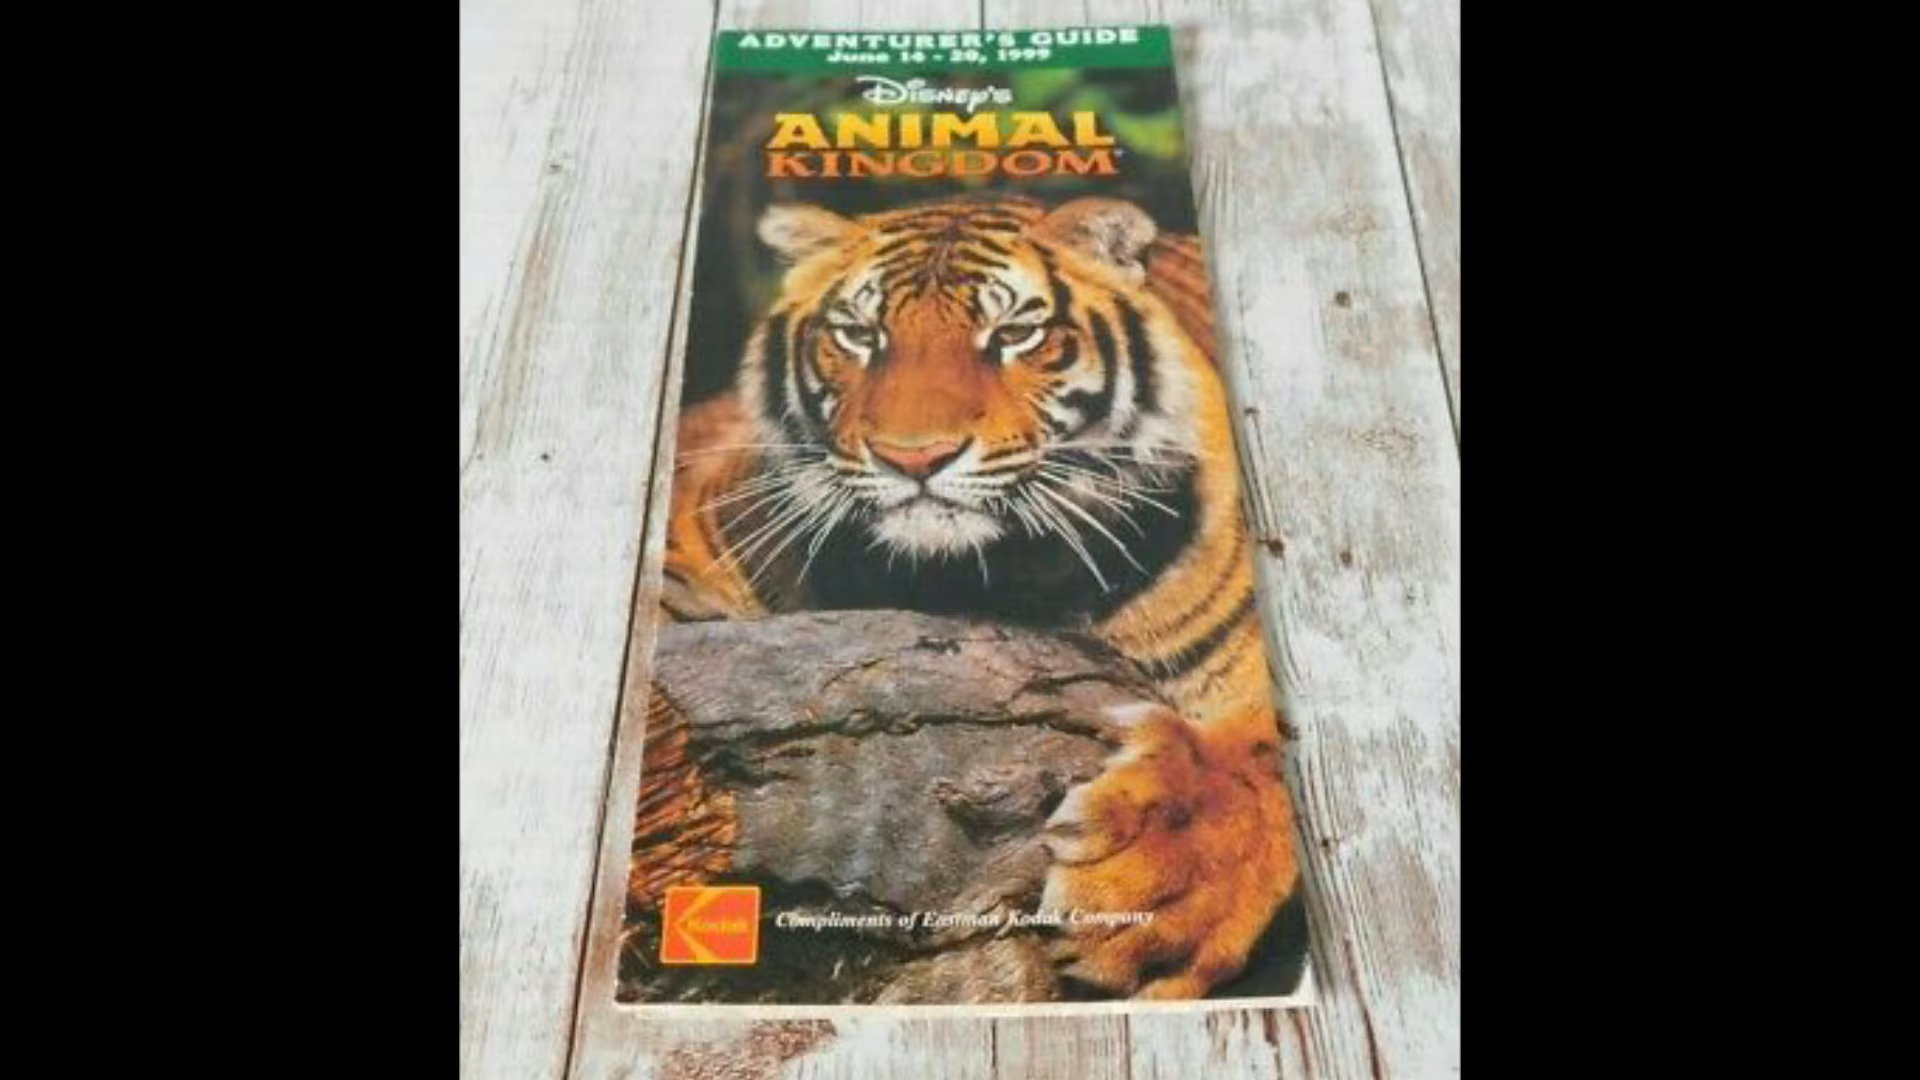 ADVENTURER'S GUIDE
June 14 - 20, 1999
Disney's
ANIMAL
KINGDOM
Kodak
Compliments of Eastman Kodak Company